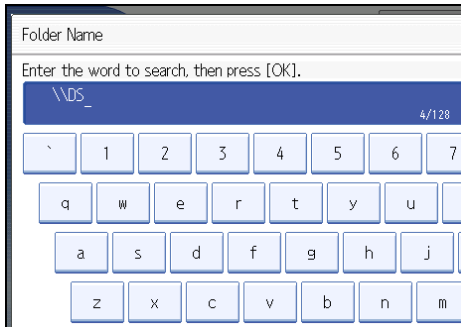 Folder Name
Enter the word to search, then press [OK].
\\DS_
4/128
` 1 2 3 4 5 6 7
q w e r t y u
a s d f g h j
z x c v b n m